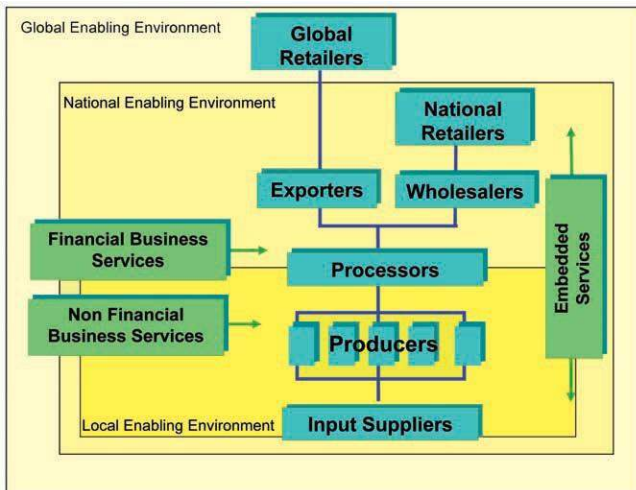 Global Enabling Environment
Global
Retailers
National Enabling Environment
National
Retailers
Exporters
Wholesalers
Financial Business
Services
Processors
Embedded
Services
Non Financial
Business Services
Producers
Input Suppliers
Local Enabling Environment